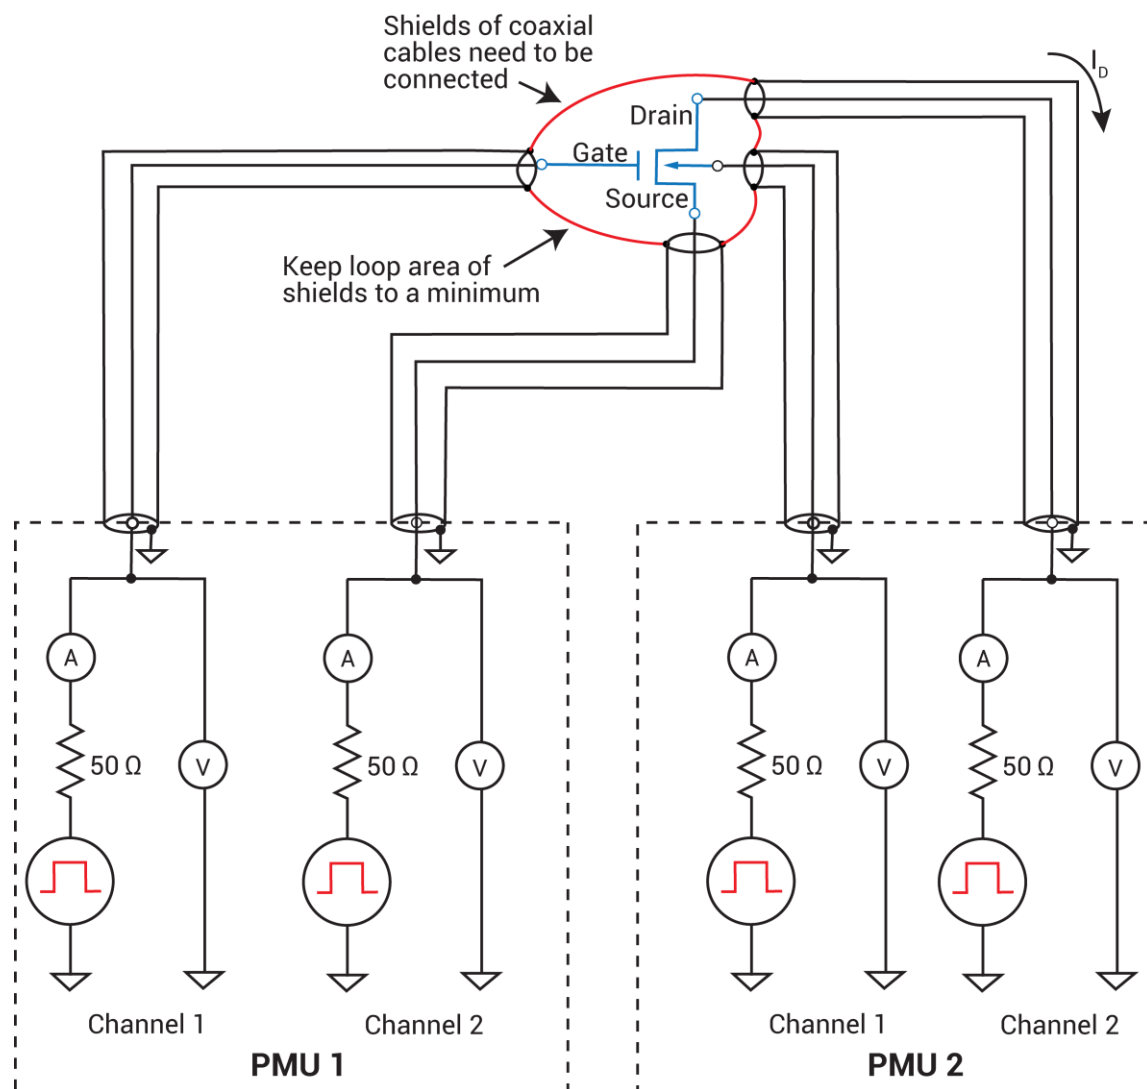 Shields of coaxial
cables need to be
connected
I_D
Drain
Gate
Source
Keep loop area of
shields to a minimum
A
A
A
A
50 Ω
V
50 Ω
V
50 Ω
V
50 Ω
V
Channel 1
Channel 2
Channel 1
Channel 2
PMU 1
PMU 2